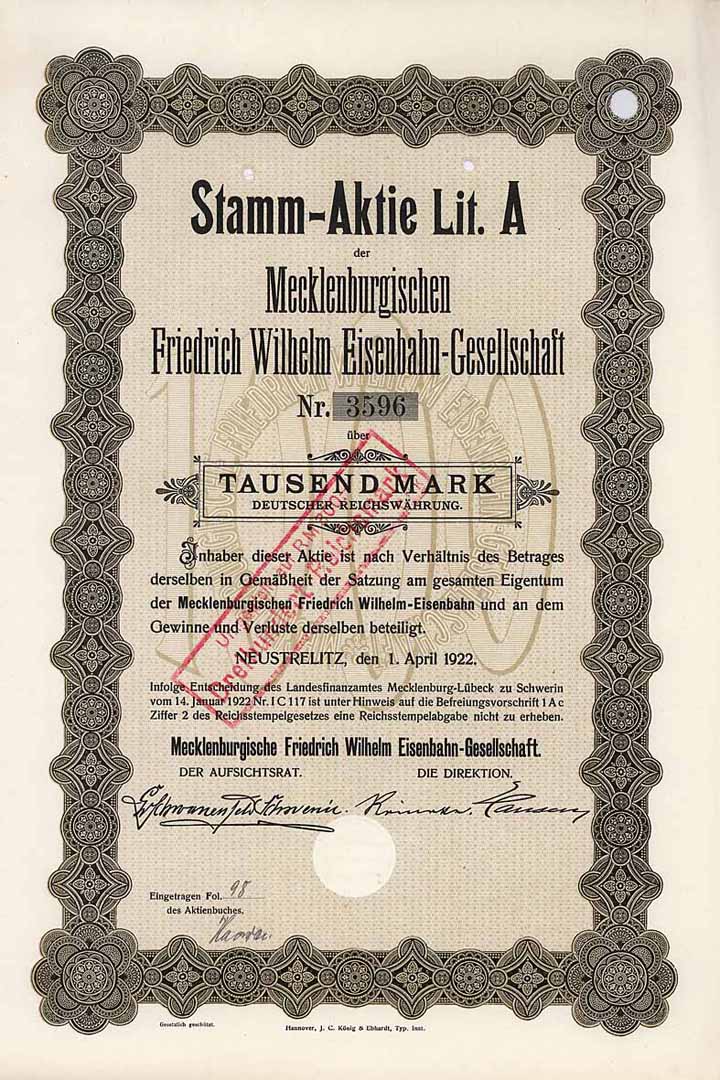 Stamm-Aktie Lit. A
der
Mecklenburgischen
Friedrich Wilhelm Eisenbahn-Gesellschaft
Nr. 3596
über
TAUSEND MARK
DEUTSCHER REICHSWÄHRUNG.
Inhaber dieser Aktie ist nach Verhältnis des Betrages
derselben in Gemäßheit der Satzung am gesamten Eigentum
der Mecklenburgischen Friedrich Wilhelm-Eisenbahn und an dem
Gewinne und Verluste derselben beteiligt.
NEUSTRELITZ, den 1. April 1922.
Infolge Entscheidung des Landesfinanzamtes Mecklenburg-Lübeck zu Schwerin
vom 14. Januar 1922 Nr. I C 117 ist unter Hinweis auf die Befreiungsvorschrift 1 A c
Ziffer 2 des Reichsstempelgesetzes eine Reichsstempelabgabe nicht zu erheben.
Mecklenburgische Friedrich Wilhelm Eisenbahn-Gesellschaft.
DER AUFSICHTSRAT. DIE DIREKTION.
Eingetragen Fol. 98
des Aktienbuches.
Gesetzlich geschützt.
Hannover, J. C. König & Ebhardt, Typ. Inst.
Dreihundert Reichsmark